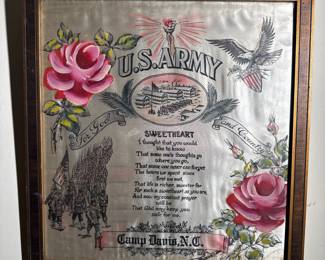 U.S. ARMY
For God
and Country
SWEETHEART
I thought that you would
like to know
That some one's thoughts go
where you go,
That some one never can forget
The hours we spent since
first we met,
That life is richer, sweeter far
For such a sweetheart as you are,
And now my constant prayer
will be
That God may keep you
safe for me.
Camp Davis, N.C.